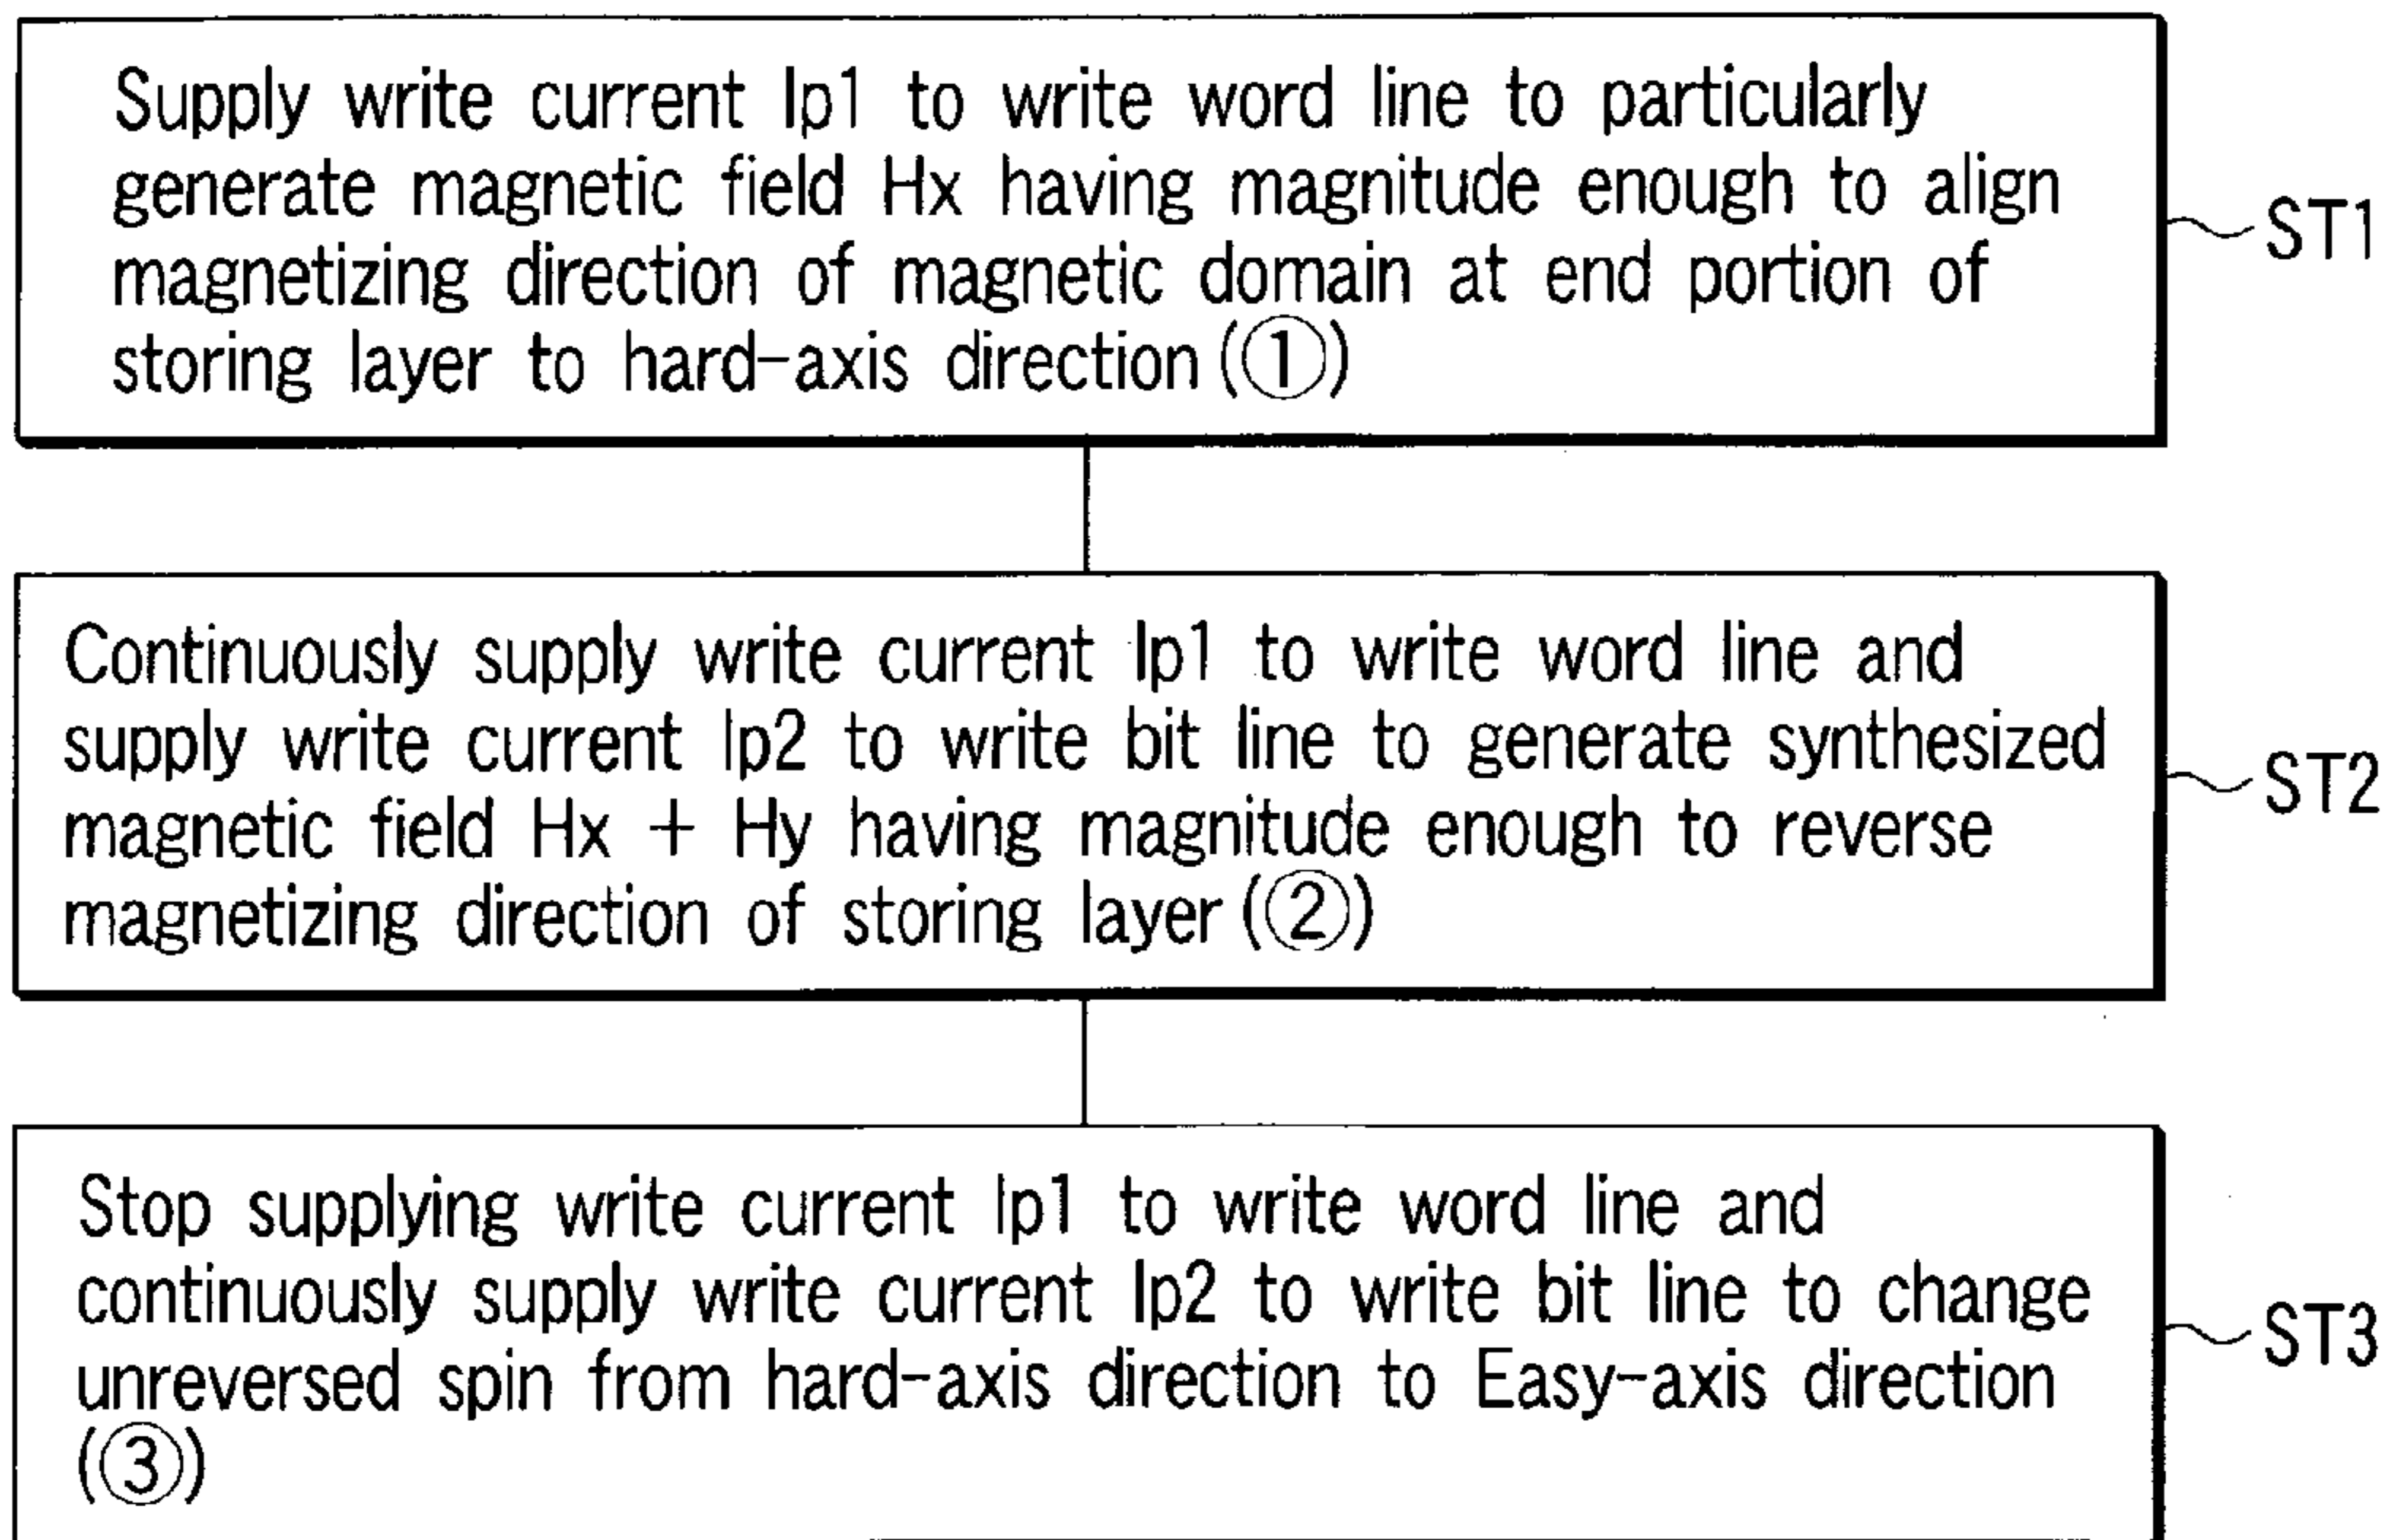 Supply write current Ip1 to write word line to particularly
generate magnetic field Hx having magnitude enough to align
magnetizing direction of magnetic domain at end portion of
storing layer to hard-axis direction (①)
ST1
Continuously supply write current Ip1 to write word line and
supply write current Ip2 to write bit line to generate synthesized
magnetic field Hx + Hy having magnitude enough to reverse
magnetizing direction of storing layer (②)
ST2
Stop supplying write current Ip1 to write word line and
continuously supply write current Ip2 to write bit line to change
unreversed spin from hard-axis direction to Easy-axis direction
(③)
ST3